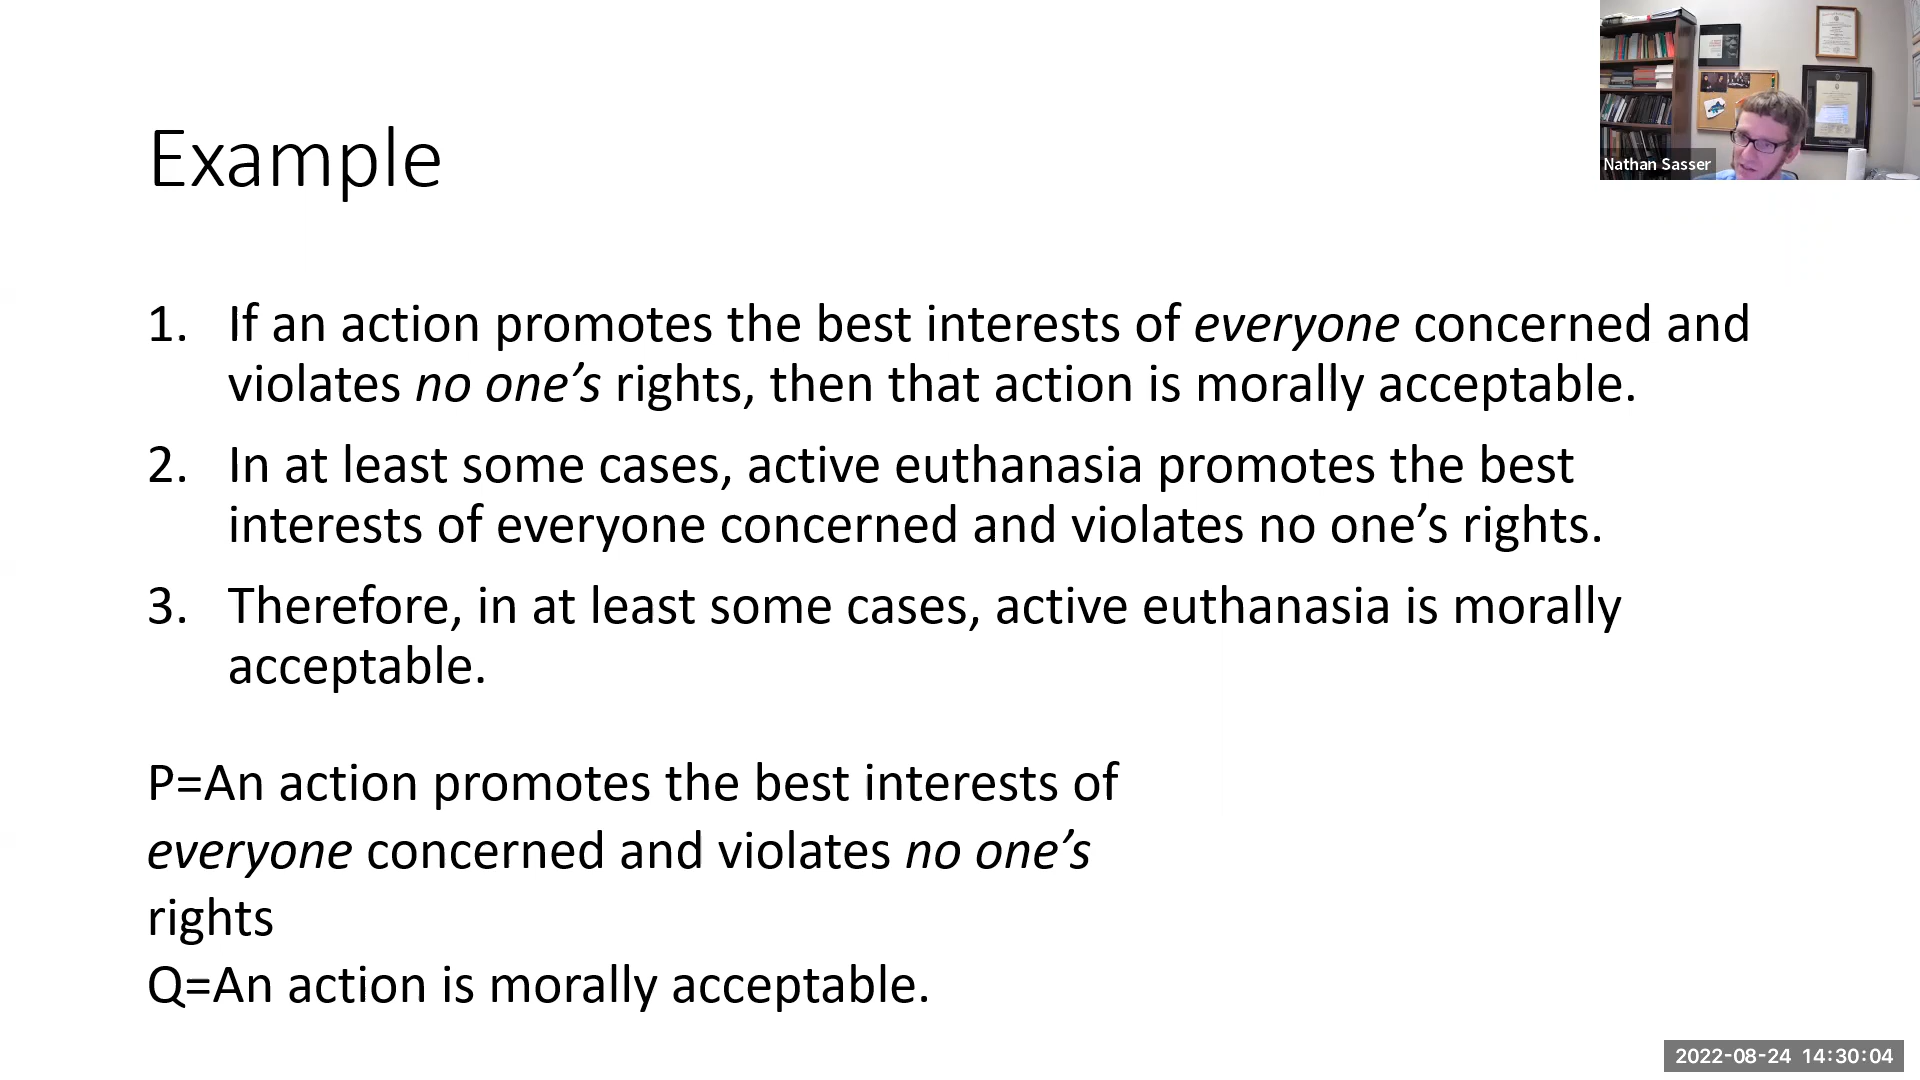 Example
Nathan Sasser
1. If an action promotes the best interests of everyone concerned and
violates no one’s rights, then that action is morally acceptable.
2. In at least some cases, active euthanasia promotes the best
interests of everyone concerned and violates no one’s rights.
3. Therefore, in at least some cases, active euthanasia is morally
acceptable.
P=An action promotes the best interests of
everyone concerned and violates no one’s
rights
Q=An action is morally acceptable.
2022-08-24 14:30:04